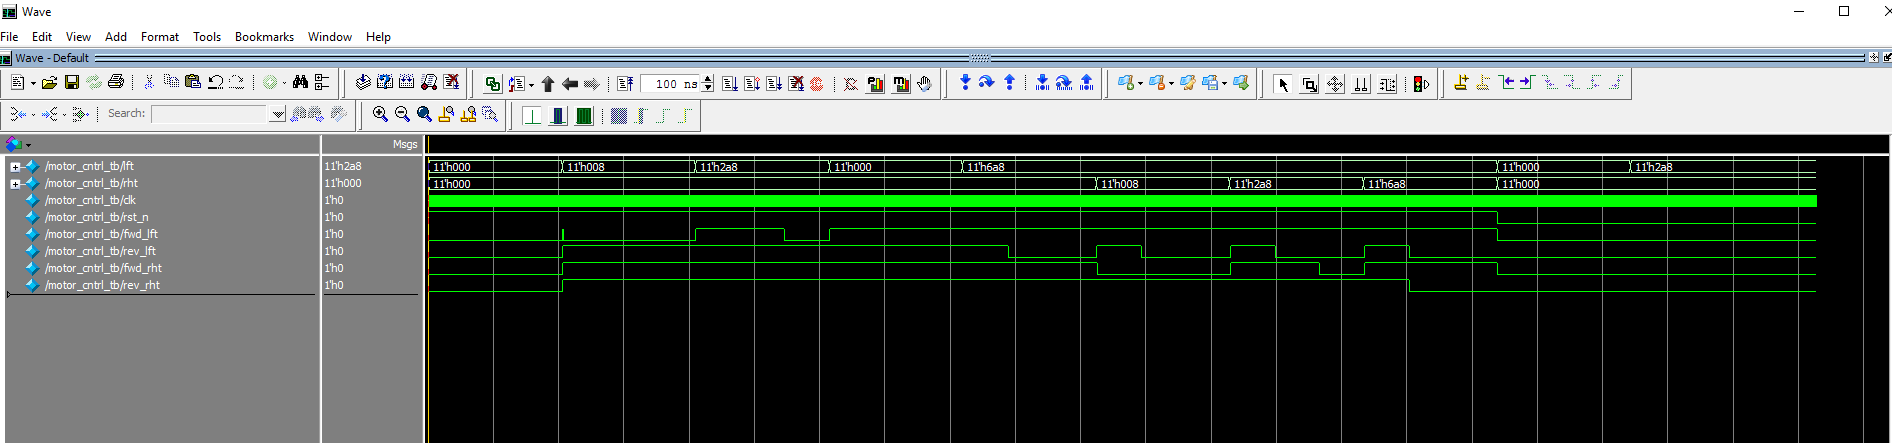 Wave
File Edit View Add Format Tools Bookmarks Window Help
Wave - Default
100 ns
Search:
Msgs
/motor_cntrl_tb/lft 11'h2a8 11'h000 11'h008 11'h2a8 11'h000 11'h6a8 11'h000 11'h2a8
/motor_cntrl_tb/rht 11'h000 11'h000 11'h008 11'h2a8 11'h6a8 11'h000
/motor_cntrl_tb/clk 1'h0
/motor_cntrl_tb/rst_n 1'h0
/motor_cntrl_tb/fwd_lft 1'h0
/motor_cntrl_tb/rev_lft 1'h0
/motor_cntrl_tb/fwd_rht 1'h0
/motor_cntrl_tb/rev_rht 1'h0